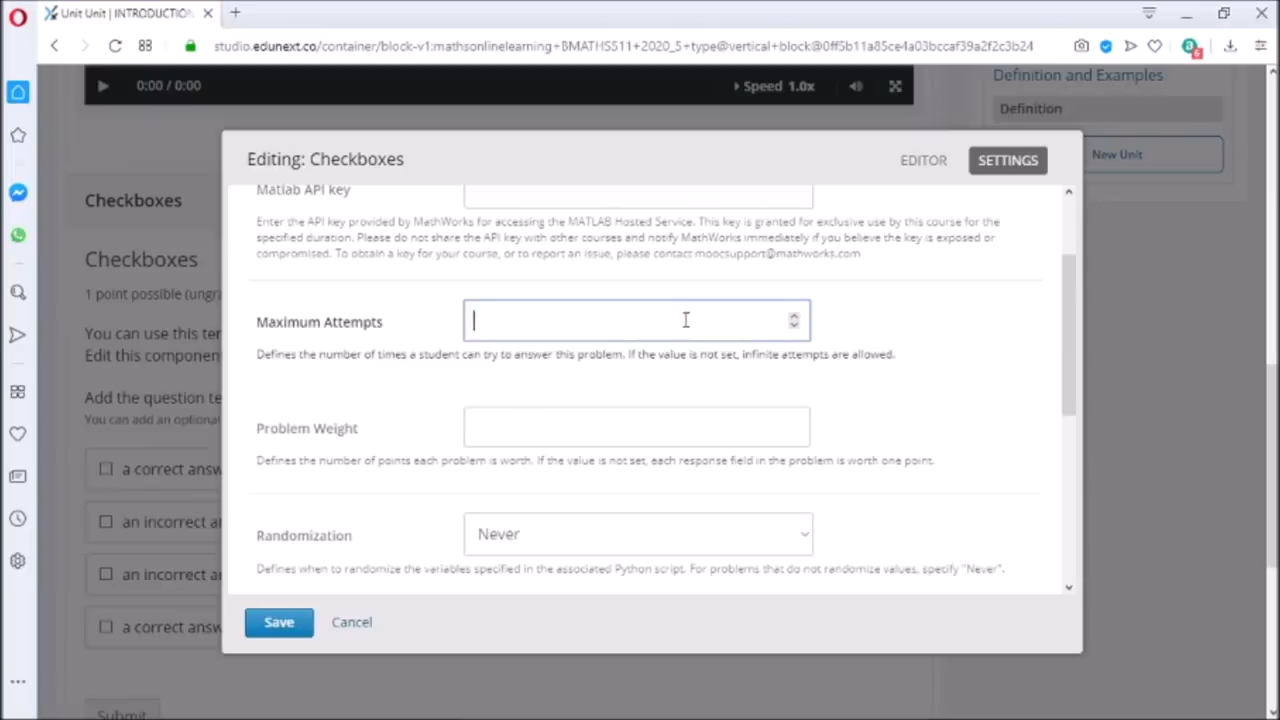 Unit Unit | INTRODUCTION
studio.edunext.co/container/block-v1:mathsonlinelearning+BMATHS511+2020_5+type@vertical+block@0ff5b11a85ce4a03bccaf39a2f2c3b24
0:00 / 0:00
Speed 1.0x
Definition and Examples
Definition
New Unit
Checkboxes
Checkboxes
1 point possible (ungr
You can use this te
Edit this componen
Add the question te
You can add an optional
a correct answ
an incorrect a
an incorrect a
a correct answ
Submit
Editing: Checkboxes
EDITOR
SETTINGS
Matlab API key
Enter the API key provided by MathWorks for accessing the MATLAB Hosted Service. This key is granted for exclusive use by this course for the
specified duration. Please do not share the API key with other courses and notify MathWorks immediately if you believe the key is exposed or
compromised. To obtain a key for your course, or to report an issue, please contact moocsupport@mathworks.com
Maximum Attempts
Defines the number of times a student can try to answer this problem. If the value is not set, infinite attempts are allowed.
Problem Weight
Defines the number of points each problem is worth. If the value is not set, each response field in the problem is worth one point.
Randomization
Never
Defines when to randomize the variables specified in the associated Python script. For problems that do not randomize values, specify "Never".
Save
Cancel